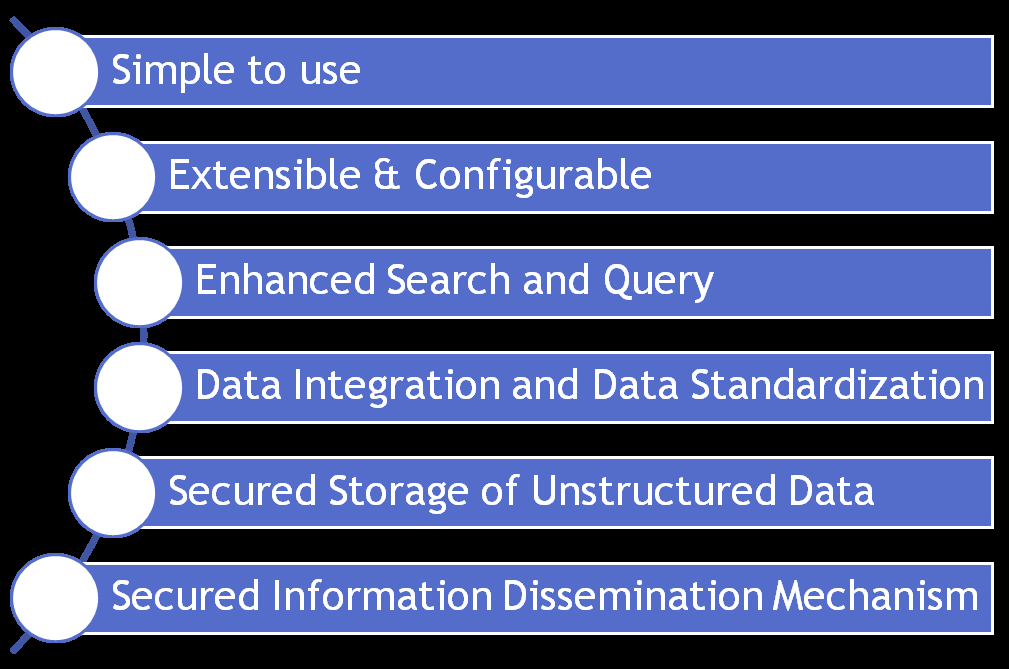 Simple to use
Extensible & Configurable
Enhanced Search and Query
Data Integration and Data Standardization
Secured Storage of Unstructured Data
Secured Information Dissemination Mechanism